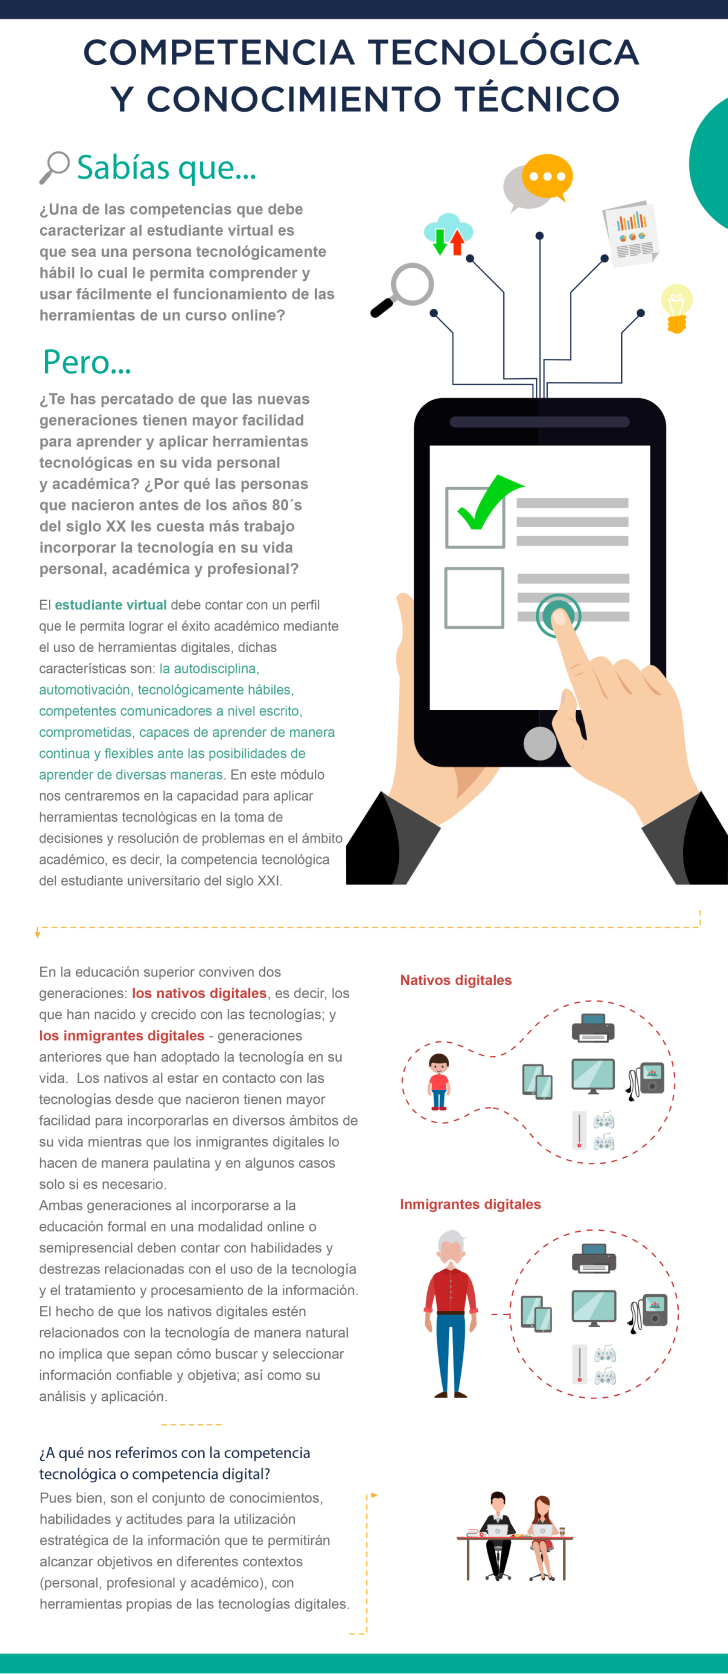 COMPETENCIA TECNOLÓGICA
Y CONOCIMIENTO TÉCNICO
Sabías que...
¿Una de las competencias que debe
caracterizar al estudiante virtual es
que sea una persona tecnológicamente
hábil lo cual le permita comprender y
usar fácilmente el funcionamiento de las
herramientas de un curso online?
Pero...
¿Te has percatado de que las nuevas
generaciones tienen mayor facilidad
para aprender y aplicar herramientas
tecnológicas en su vida personal
y académica? ¿Por qué las personas
que nacieron antes de los años 80´s
del siglo XX les cuesta más trabajo
incorporar la tecnología en su vida
personal, académica y profesional?
El estudiante virtual debe contar con un perfil
que le permita lograr el éxito académico mediante
el uso de herramientas digitales, dichas
características son: la autodisciplina,
automotivación, tecnológicamente hábiles,
competentes comunicadores a nivel escrito,
comprometidas, capaces de aprender de manera
continua y flexibles ante las posibilidades de
aprender de diversas maneras. En este módulo
nos centraremos en la capacidad para aplicar
herramientas tecnológicas en la toma de
decisiones y resolución de problemas en el ámbito
académico, es decir, la competencia tecnológica
del estudiante universitario del siglo XXI.
En la educación superior conviven dos
generaciones: los nativos digitales, es decir, los
que han nacido y crecido con las tecnologías; y
los inmigrantes digitales - generaciones
anteriores que han adoptado la tecnología en su
vida. Los nativos al estar en contacto con las
tecnologías desde que nacieron tienen mayor
facilidad para incorporarlas en diversos ámbitos de
su vida mientras que los inmigrantes digitales lo
hacen de manera paulatina y en algunos casos
solo si es necesario.
Ambas generaciones al incorporarse a la
educación formal en una modalidad online o
semipresencial deben contar con habilidades y
destrezas relacionadas con el uso de la tecnología
y el tratamiento y procesamiento de la información.
El hecho de que los nativos digitales estén
relacionados con la tecnología de manera natural
no implica que sepan cómo buscar y seleccionar
información confiable y objetiva; así como su
análisis y aplicación.
Nativos digitales
Inmigrantes digitales
¿A qué nos referimos con la competencia
tecnológica o competencia digital?
Pues bien, son el conjunto de conocimientos,
habilidades y actitudes para la utilización
estratégica de la información que te permitirán
alcanzar objetivos en diferentes contextos
(personal, profesional y académico), con
herramientas propias de las tecnologías digitales.